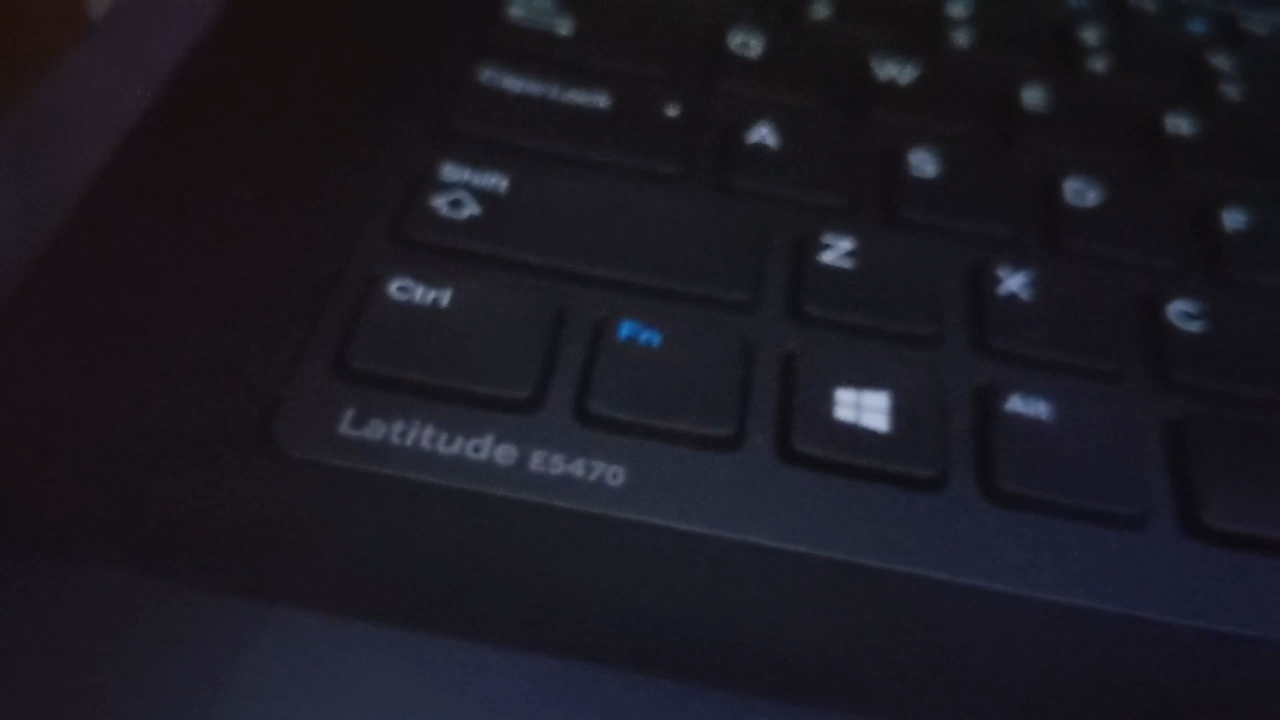 Q W E R
Caps Lock A S D F
Shift Z X C
Ctrl Fn Alt
Latitude E5470